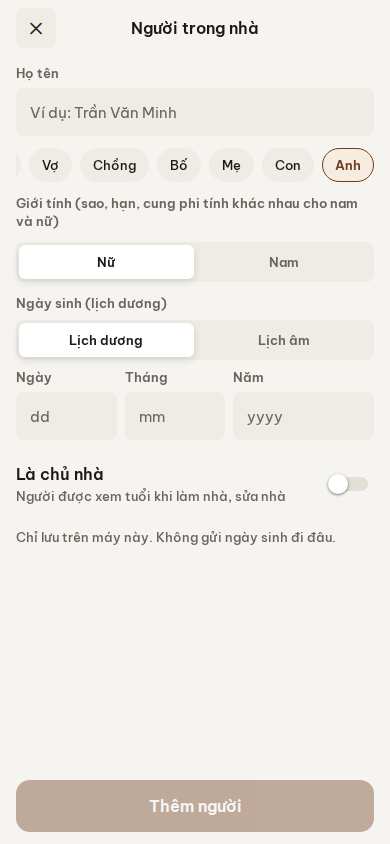 Người trong nhà
Họ tên
Ví dụ: Trần Văn Minh
Vợ
Chồng
Bố
Mẹ
Con
Anh
Giới tính (sao, hạn, cung phi tính khác nhau cho nam
và nữ)
Nữ
Nam
Ngày sinh (lịch dương)
Lịch dương
Lịch âm
Ngày
Tháng
Năm
dd
mm
yyyy
Là chủ nhà
Người được xem tuổi khi làm nhà, sửa nhà
Chỉ lưu trên máy này. Không gửi ngày sinh đi đâu.
Thêm người